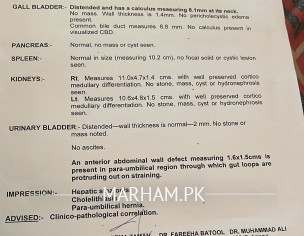 GALL BLADDER:- Distended and has a calculus measuring 8.1mm at its neck.
No mass. Wall thickness is 1.4mm. No pericholecystic edema
present.
Common bile duct measures 6.8 mm. No calculus present in
visualized CBD.
PANCREAS:- Normal, no mass or cyst seen.
SPLEEN:- Normal in size (measuring 10.2 cm), no focal solid or cystic lesion
seen.
KIDNEYS:- Rt. Measures 11.0x4.7x1.4 cms. with well preserved cortico
medullary differentiation. No stone, mass, cyst or hydronephrosis
seen.
Lt. Measures 10.6x4.8x1.5 cms. with well preserved cortico
medullary differentiation. No stone, mass, cyst or hydronephrosis
seen.
URINARY BLADDER:- Distended—wall thickness is normal—2 mm. No stone or
mass noted.
No ascites.
An anterior abdominal wall defect measuring 1.6x1.5cms is
present in para-umbilical region through which gut loops are
protruding out on straining.
IMPRESSION:- Hepatic
Cholelith
Para-umbilical hernia.
ADVISED:- Clinico-pathological correlation.
MARHAM.PK
DR FAREEHA BATOOL DR. MUHAMMAD ALI